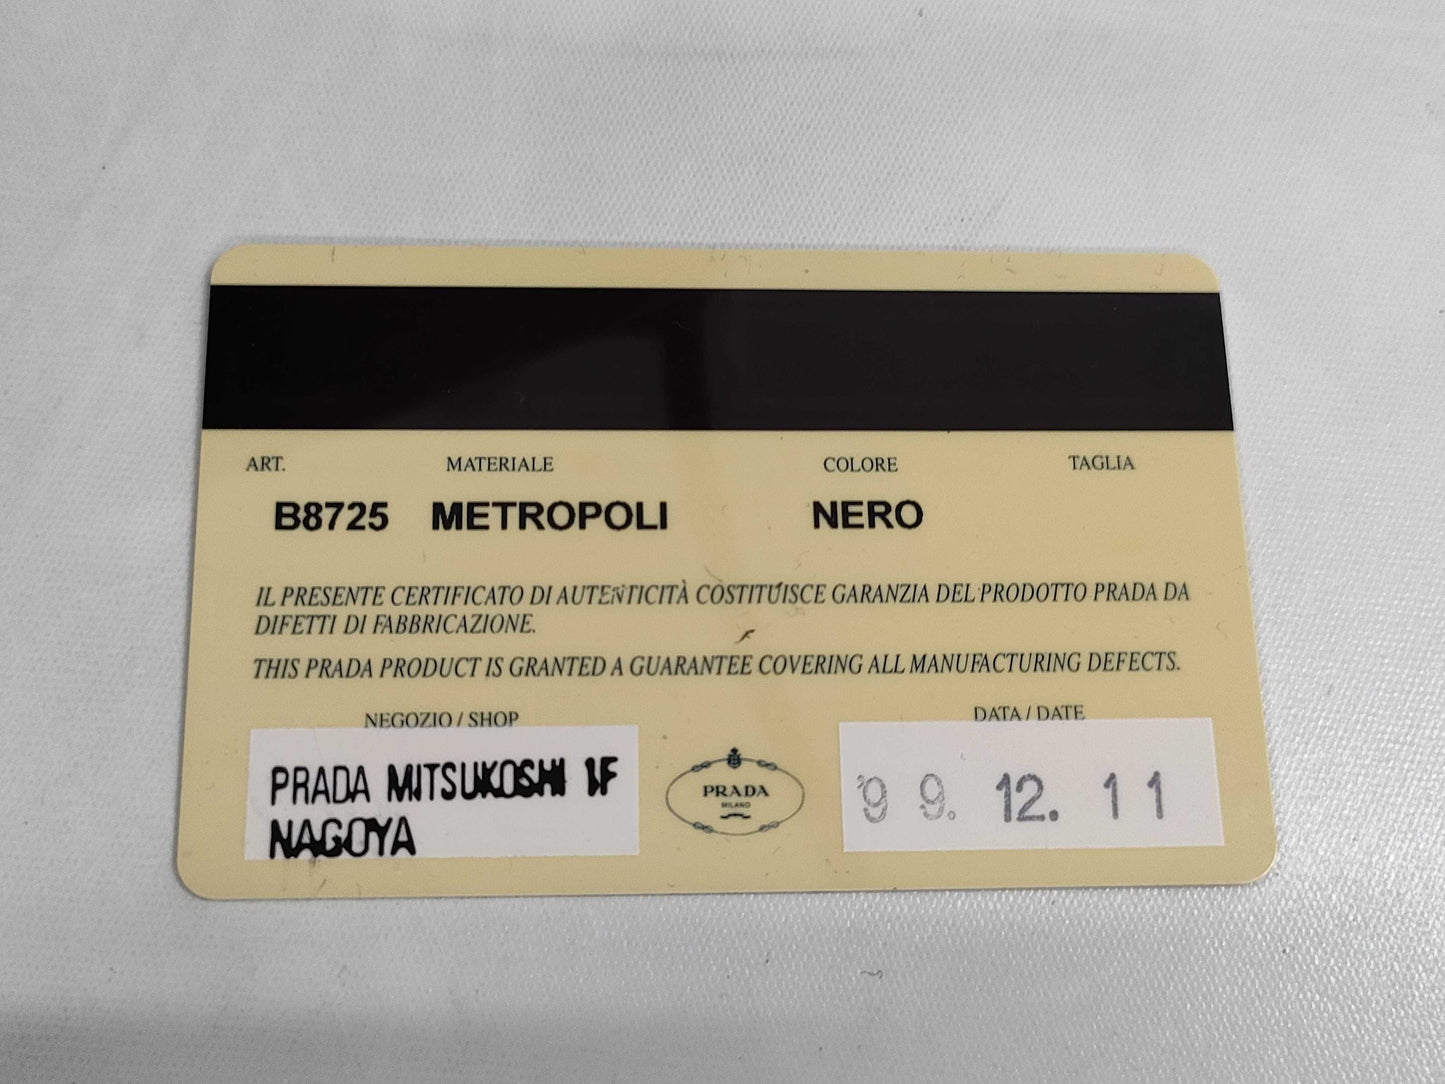 ART. MATERIALE COLORE TAGLIA
B8725 METROPOLI NERO
IL PRESENTE CERTIFICATO DI AUTENTICITÀ COSTITUISCE GARANZIA DEL PRODOTTO PRADA DA
DIFETTI DI FABBRICAZIONE.
THIS PRADA PRODUCT IS GRANTED A GUARANTEE COVERING ALL MANUFACTURING DEFECTS.
NEGOZIO / SHOP DATA / DATE
PRADA MITSUKOSHI 1F
NAGOYA
PRADA
MILANO
'99. 12. 11